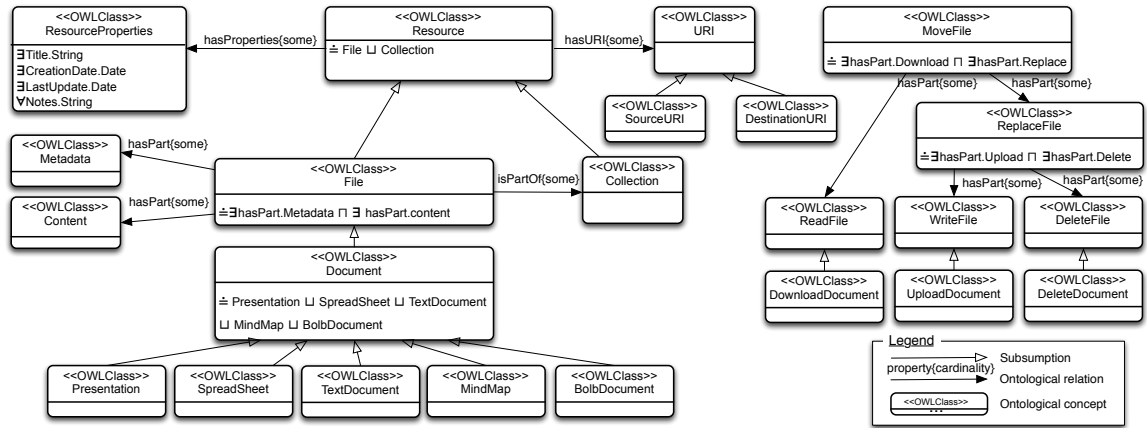 <<OWLClass>>
ResourceProperties
∃Title.String
∃CreationDate.Date
∃LastUpdate.Date
∀Notes.String
hasProperties{some}
<<OWLClass>>
Resource
≐ File ⊔ Collection
hasURI{some}
<<OWLClass>>
URI
<<OWLClass>>
SourceURI
<<OWLClass>>
DestinationURI
<<OWLClass>>
MoveFile
≐ ∃hasPart.Download ⊓ ∃hasPart.Replace
hasPart{some}
hasPart{some}
<<OWLClass>>
ReplaceFile
≐∃hasPart.Upload ⊓ ∃hasPart.Delete
hasPart{some}
hasPart{some}
<<OWLClass>>
Metadata
hasPart{some}
<<OWLClass>>
Content
hasPart{some}
<<OWLClass>>
File
≐∃hasPart.Metadata ⊓ ∃ hasPart.content
isPartOf{some}
<<OWLClass>>
Collection
<<OWLClass>>
ReadFile
<<OWLClass>>
WriteFile
<<OWLClass>>
DeleteFile
<<OWLClass>>
DownloadDocument
<<OWLClass>>
UploadDocument
<<OWLClass>>
DeleteDocument
<<OWLClass>>
Document
≐ Presentation ⊔ SpreadSheet ⊔ TextDocument
⊔ MindMap ⊔ BolbDocument
<<OWLClass>>
Presentation
<<OWLClass>>
SpreadSheet
<<OWLClass>>
TextDocument
<<OWLClass>>
MindMap
<<OWLClass>>
BolbDocument
Legend
Subsumption
property{cardinality}
Ontological relation
<<OWLClass>>
...
Ontological concept